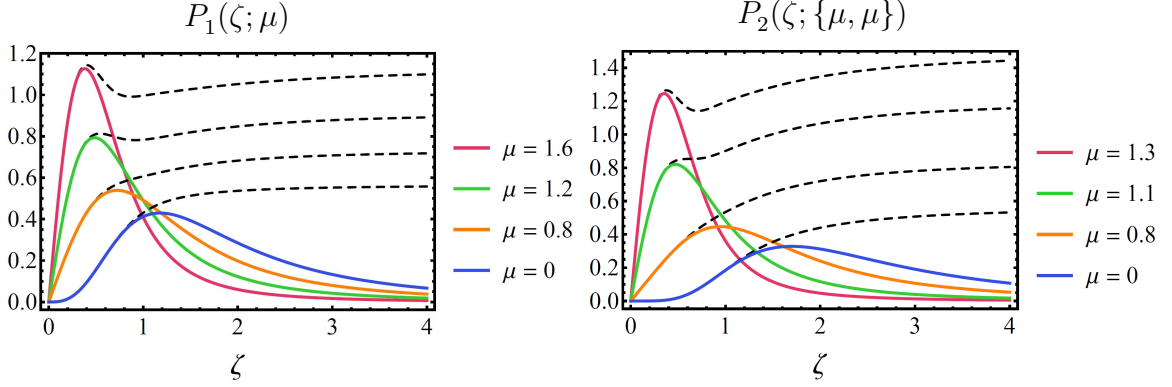 P₁(ζ; μ)
1.2
1.0
0.8
0.6
0.4
0.2
0.0
0 1 2 3 4
ζ
μ = 1.6
μ = 1.2
μ = 0.8
μ = 0
P₂(ζ; {μ, μ})
1.4
1.2
1.0
0.8
0.6
0.4
0.2
0.0
0 1 2 3 4
ζ
μ = 1.3
μ = 1.1
μ = 0.8
μ = 0